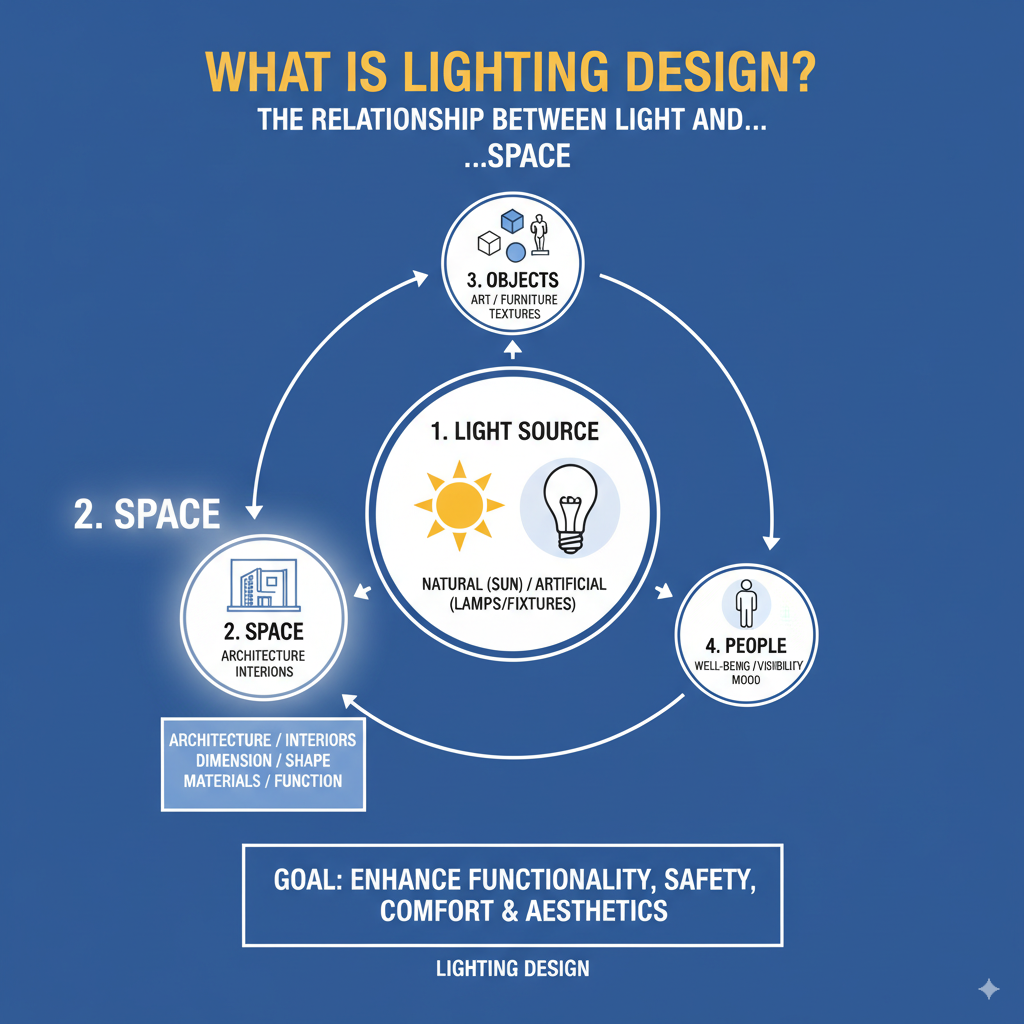 WHAT IS LIGHTING DESIGN?
THE RELATIONSHIP BETWEEN LIGHT AND...
...SPACE
3. OBJECTS
ART / FURNITURE
TEXTURES
1. LIGHT SOURCE
NATURAL (SUN) / ARTIFICIAL
(LAMPS/FIXTURES)
2. SPACE
2. SPACE
ARCHITECTURE
INTERIONS
4. PEOPLE
WELL-BEING / VISIBILITY
MOOD
ARCHITECTURE / INTERIORS
DIMENSION / SHAPE
MATERIALS / FUNCTION
GOAL: ENHANCE FUNCTIONALITY, SAFETY,
COMFORT & AESTHETICS
LIGHTING DESIGN